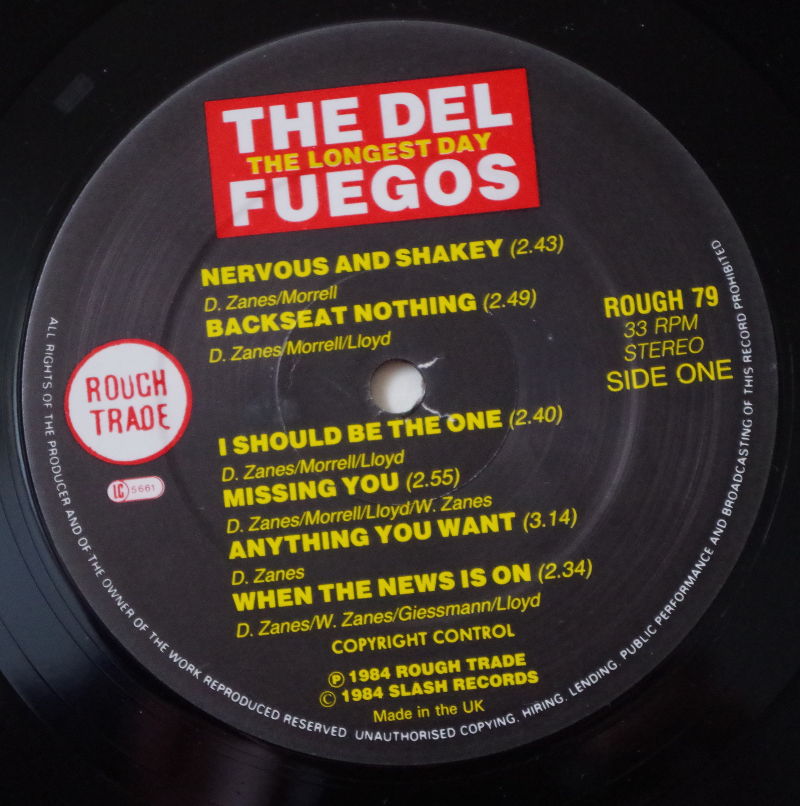 THE DEL
THE LONGEST DAY
FUEGOS
NERVOUS AND SHAKEY (2.43)
D. Zanes/Morrell
BACKSEAT NOTHING (2.49)
D. Zanes/Morrell/Lloyd
ROUGH 79
33 RPM
STEREO
SIDE ONE
ROUGH
TRADE
LC 5661
I SHOULD BE THE ONE (2.40)
D. Zanes/Morrell/Lloyd
MISSING YOU (2.55)
D. Zanes/Morrell/Lloyd/W. Zanes
ANYTHING YOU WANT (3.14)
D. Zanes
WHEN THE NEWS IS ON (2.34)
D. Zanes/W. Zanes/Giessmann/Lloyd
COPYRIGHT CONTROL
℗ 1984 ROUGH TRADE
© 1984 SLASH RECORDS
Made in the UK
ALL RIGHTS OF THE PRODUCER AND OF THE OWNER OF THE WORK REPRODUCED RESERVED UNAUTHORISED COPYING, HIRING, LENDING, PUBLIC PERFORMANCE AND BROADCASTING OF THIS RECORD PROHIBITED